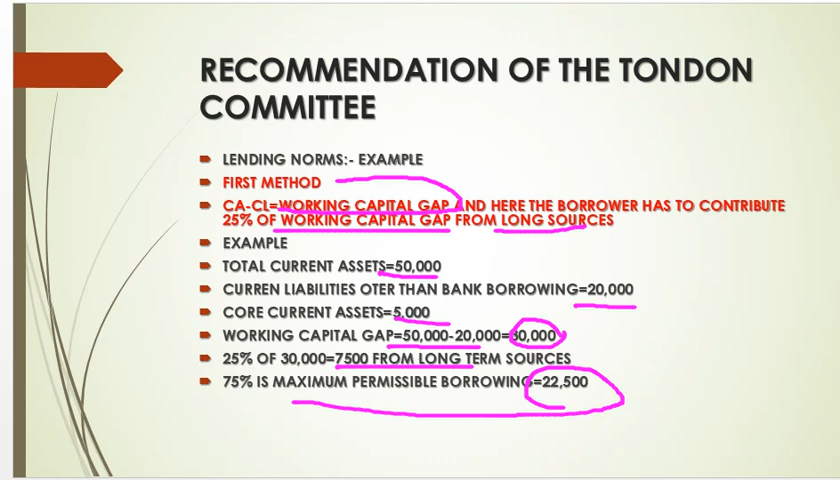 RECOMMENDATION OF THE TONDON
COMMITTEE
LENDING NORMS:- EXAMPLE
FIRST METHOD
CA-CL=WORKING CAPITAL GAP AND HERE THE BORROWER HAS TO CONTRIBUTE
25% OF WORKING CAPITAL GAP FROM LONG SOURCES
EXAMPLE
TOTAL CURRENT ASSETS=50,000
CURREN LIABILITIES OTER THAN BANK BORROWING=20,000
CORE CURRENT ASSETS=5,000
WORKING CAPITAL GAP=50,000-20,000=30,000
25% OF 30,000=7500 FROM LONG TERM SOURCES
75% IS MAXIMUM PERMISSIBLE BORROWING=22,500